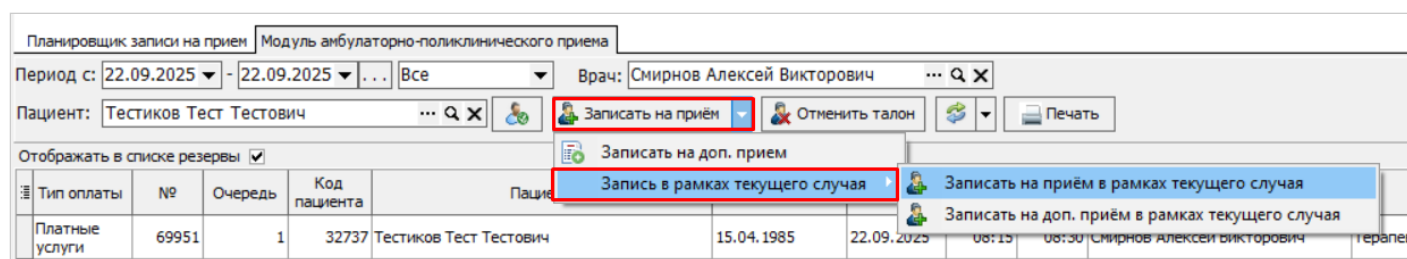 Планировщик записи на прием Модуль амбулаторно-поликлинического приема
Период с: 22.09.2025 - 22.09.2025 ... Все Врач: Смирнов Алексей Викторович ...
Пациент: Тестиков Тест Тестович ... Записать на приём Отменить талон Печать
Отображать в списке резервы Записать на доп. прием
Запись в рамках текущего случая Записать на приём в рамках текущего случая
Записать на доп. приём в рамках текущего случая
Тип оплаты № Очередь Код пациента
Платные услуги 69951 1 32737 Тестиков Тест Тестович 15.04.1985 22.09.2025 08:15 08:30 Смирнов Алексей Викторович